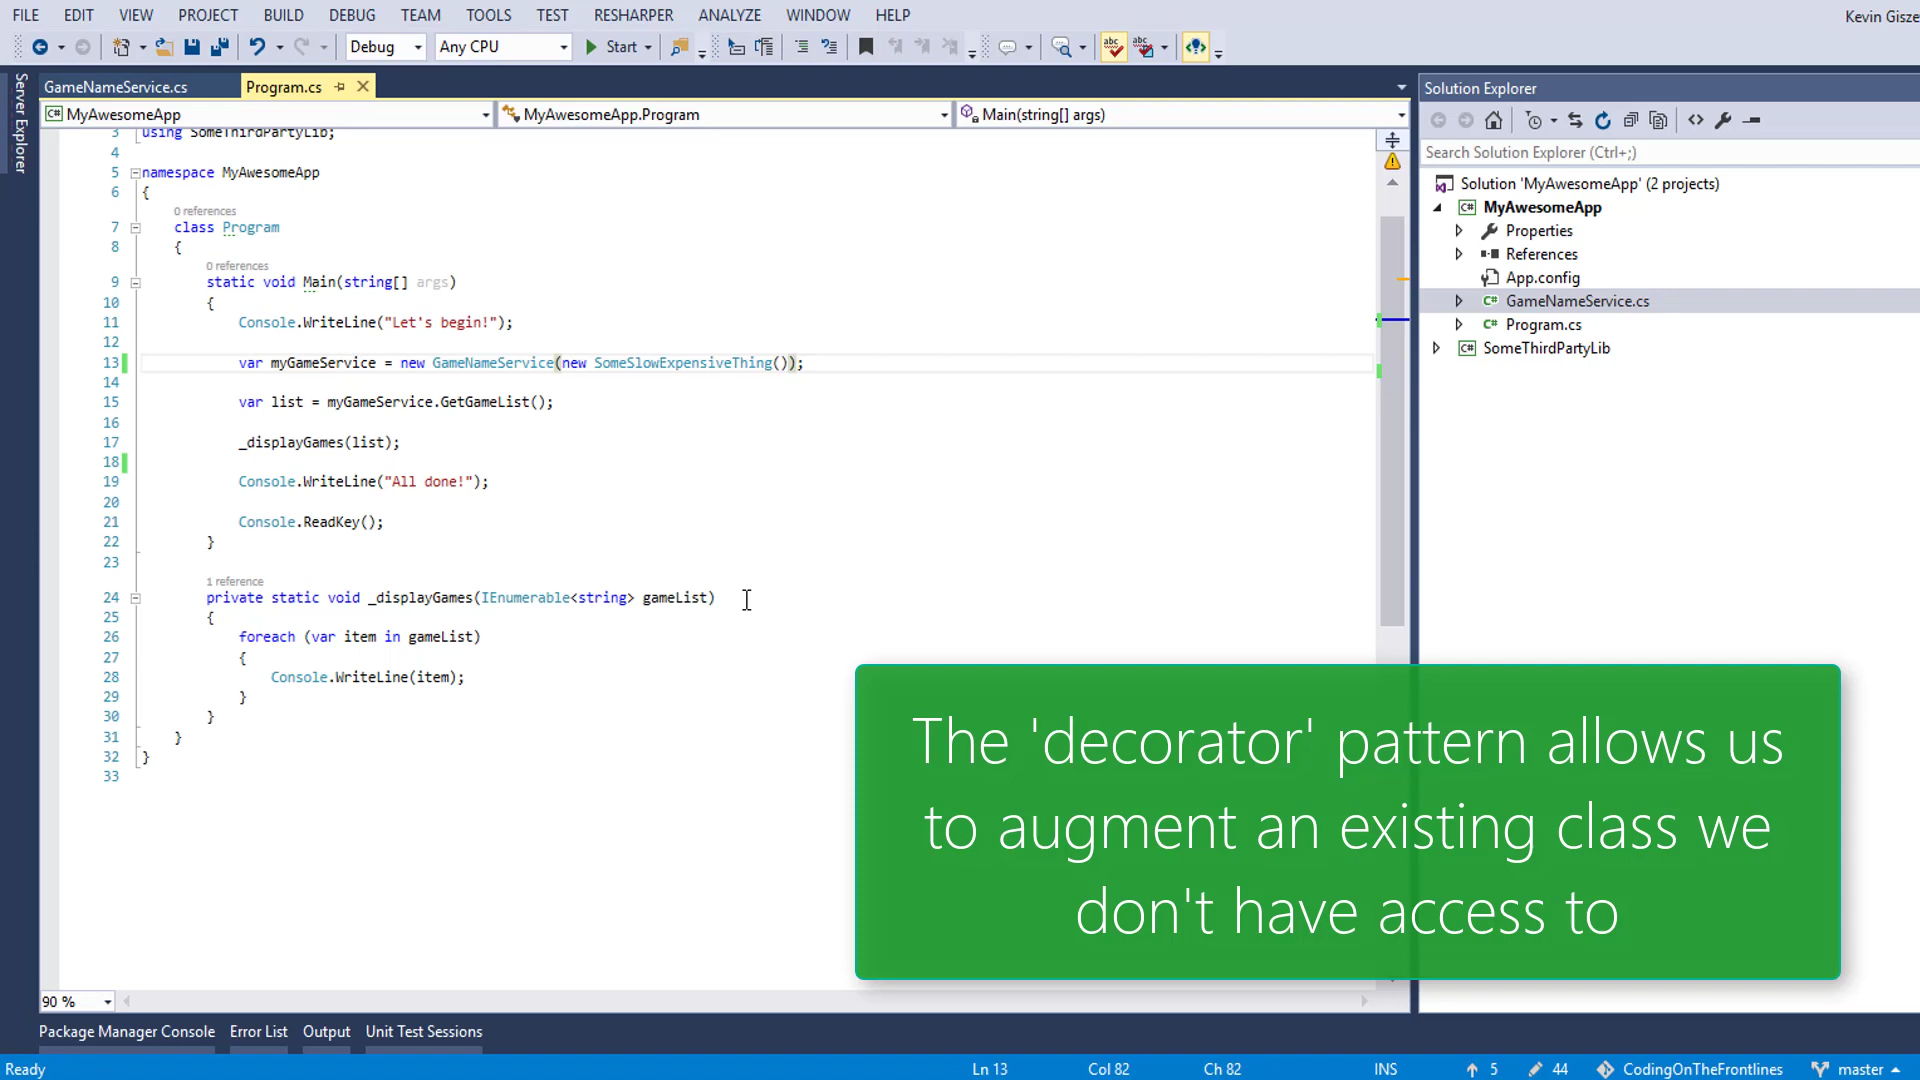 FILE EDIT VIEW PROJECT BUILD DEBUG TEAM TOOLS TEST RESHARPER ANALYZE WINDOW HELP
Kevin Gisze
Debug Any CPU Start
Server Explorer
GameNameService.cs Program.cs
MyAwesomeApp MyAwesomeApp.Program Main(string[] args)
3 using SomeThirdPartyLib;
4
5 namespace MyAwesomeApp
6 {
0 references
7 class Program
8 {
0 references
9 static void Main(string[] args)
10 {
11 Console.WriteLine("Let's begin!");
12
13 var myGameService = new GameNameService(new SomeSlowExpensiveThing());
14
15 var list = myGameService.GetGameList();
16
17 _displayGames(list);
18
19 Console.WriteLine("All done!");
20
21 Console.ReadKey();
22 }
23
1 reference
24 private static void _displayGames(IEnumerable<string> gameList)
25 {
26 foreach (var item in gameList)
27 {
28 Console.WriteLine(item);
29 }
30 }
31 }
32 }
33
90 %
Solution Explorer
Search Solution Explorer (Ctrl+;)
Solution 'MyAwesomeApp' (2 projects)
MyAwesomeApp
Properties
References
App.config
GameNameService.cs
Program.cs
SomeThirdPartyLib
The 'decorator' pattern allows us
to augment an existing class we
don't have access to
Package Manager Console Error List Output Unit Test Sessions
Ready Ln 13 Col 82 Ch 82 INS 5 44 CodingOnTheFrontlines master